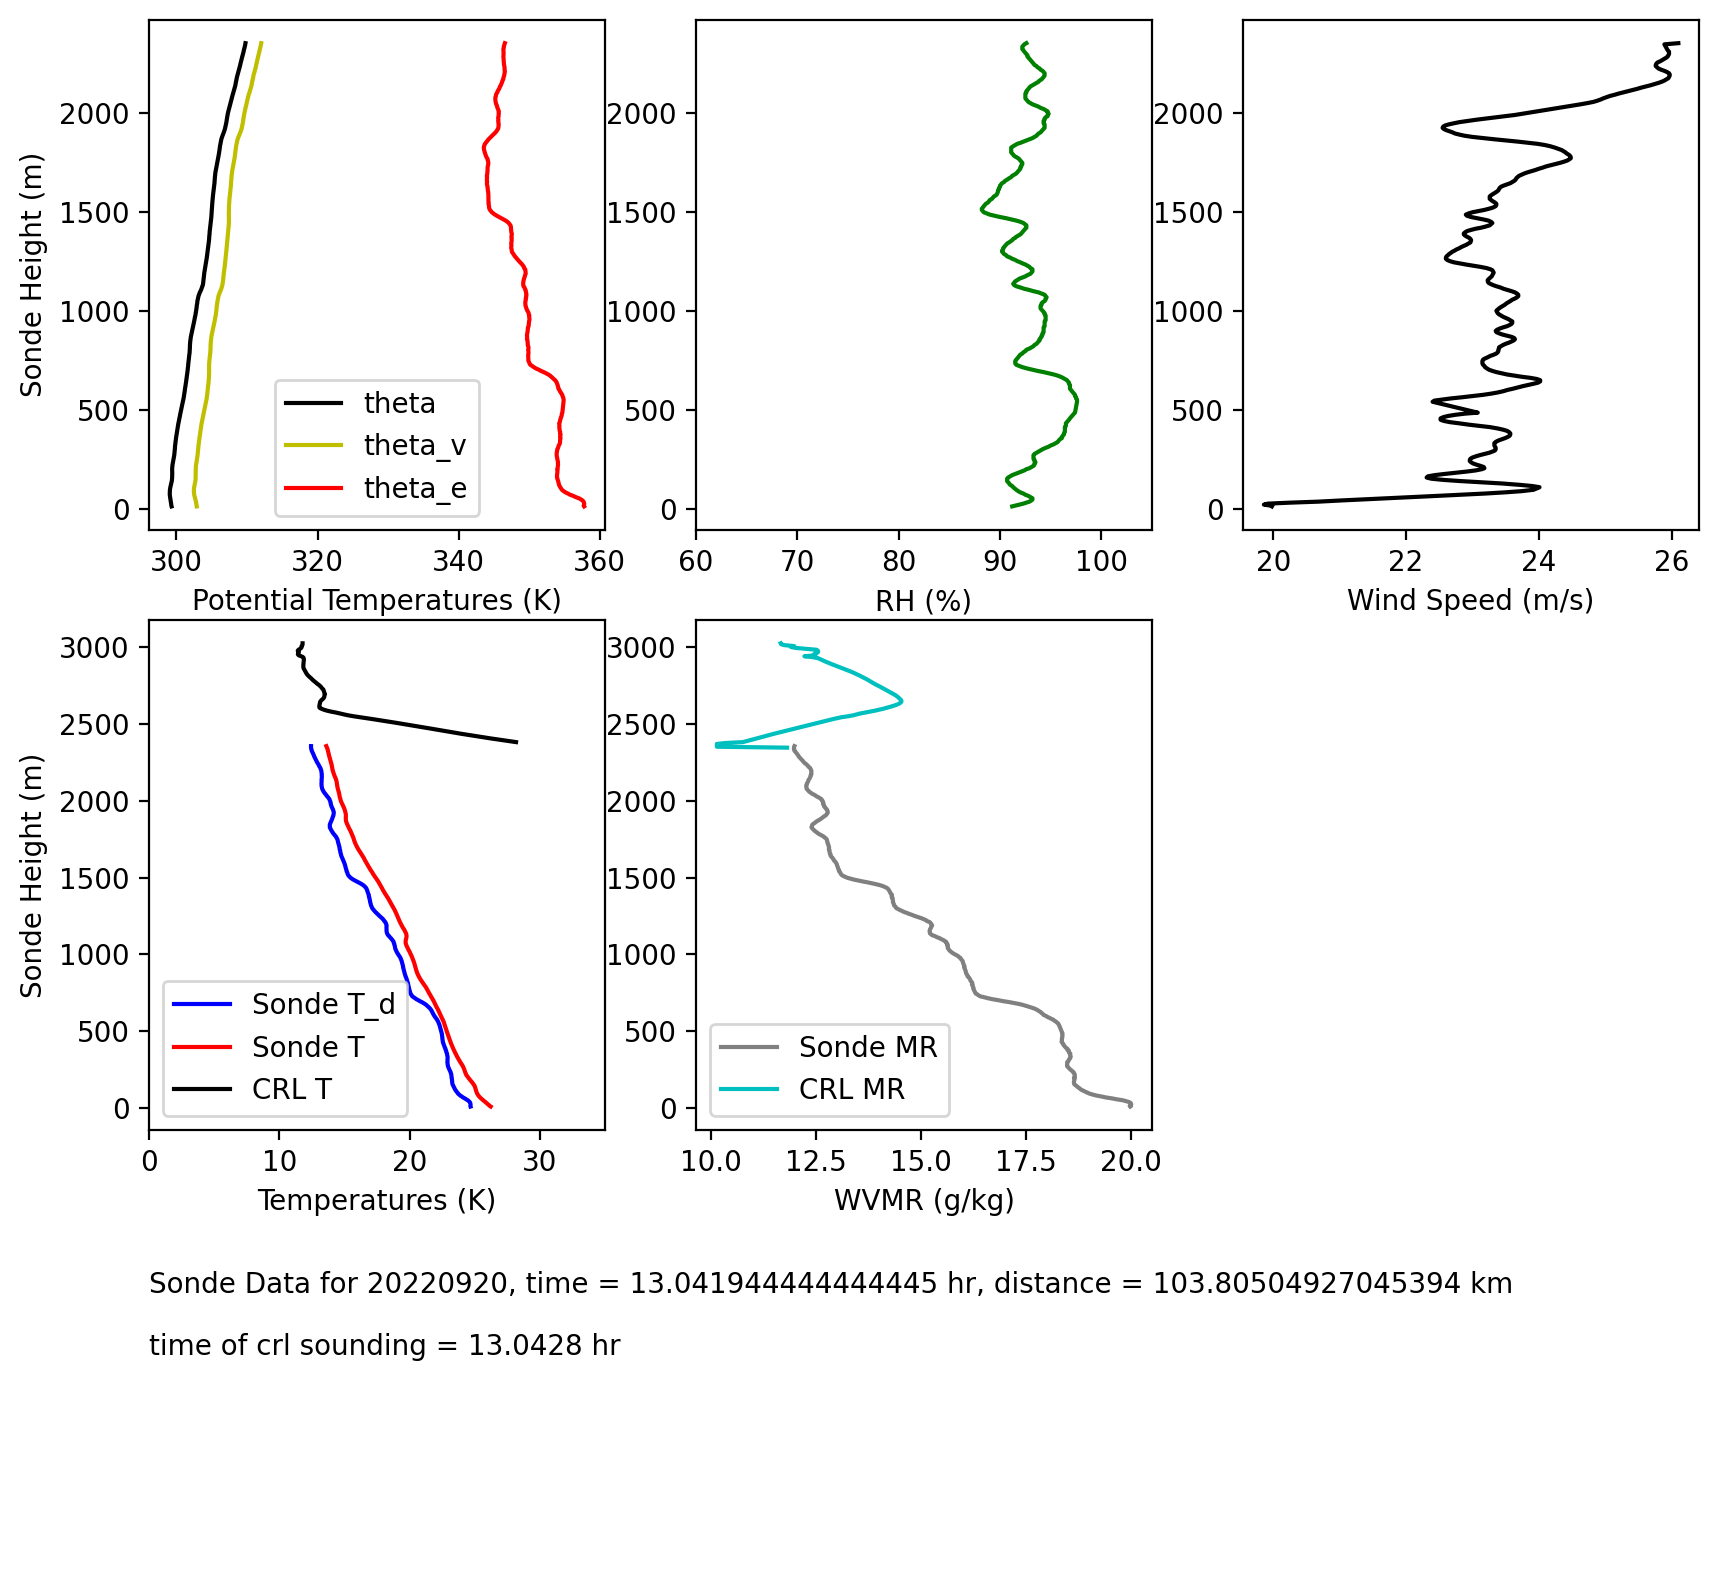 Sonde Height (m)
2000
1500
1000
500
0
theta
theta_v
theta_e
300 320 340 360
Potential Temperatures (K)
2000
1500
1000
500
0
60 70 80 90 100
RH (%)
2000
1500
1000
500
0
20 22 24 26
Wind Speed (m/s)
Sonde Height (m)
3000
2500
2000
1500
1000
500
0
Sonde T_d
Sonde T
CRL T
0 10 20 30
Temperatures (K)
3000
2500
2000
1500
1000
500
0
Sonde MR
CRL MR
10.0 12.5 15.0 17.5 20.0
WVMR (g/kg)
Sonde Data for 20220920, time = 13.041944444444445 hr, distance = 103.80504927045394 km
time of crl sounding = 13.0428 hr